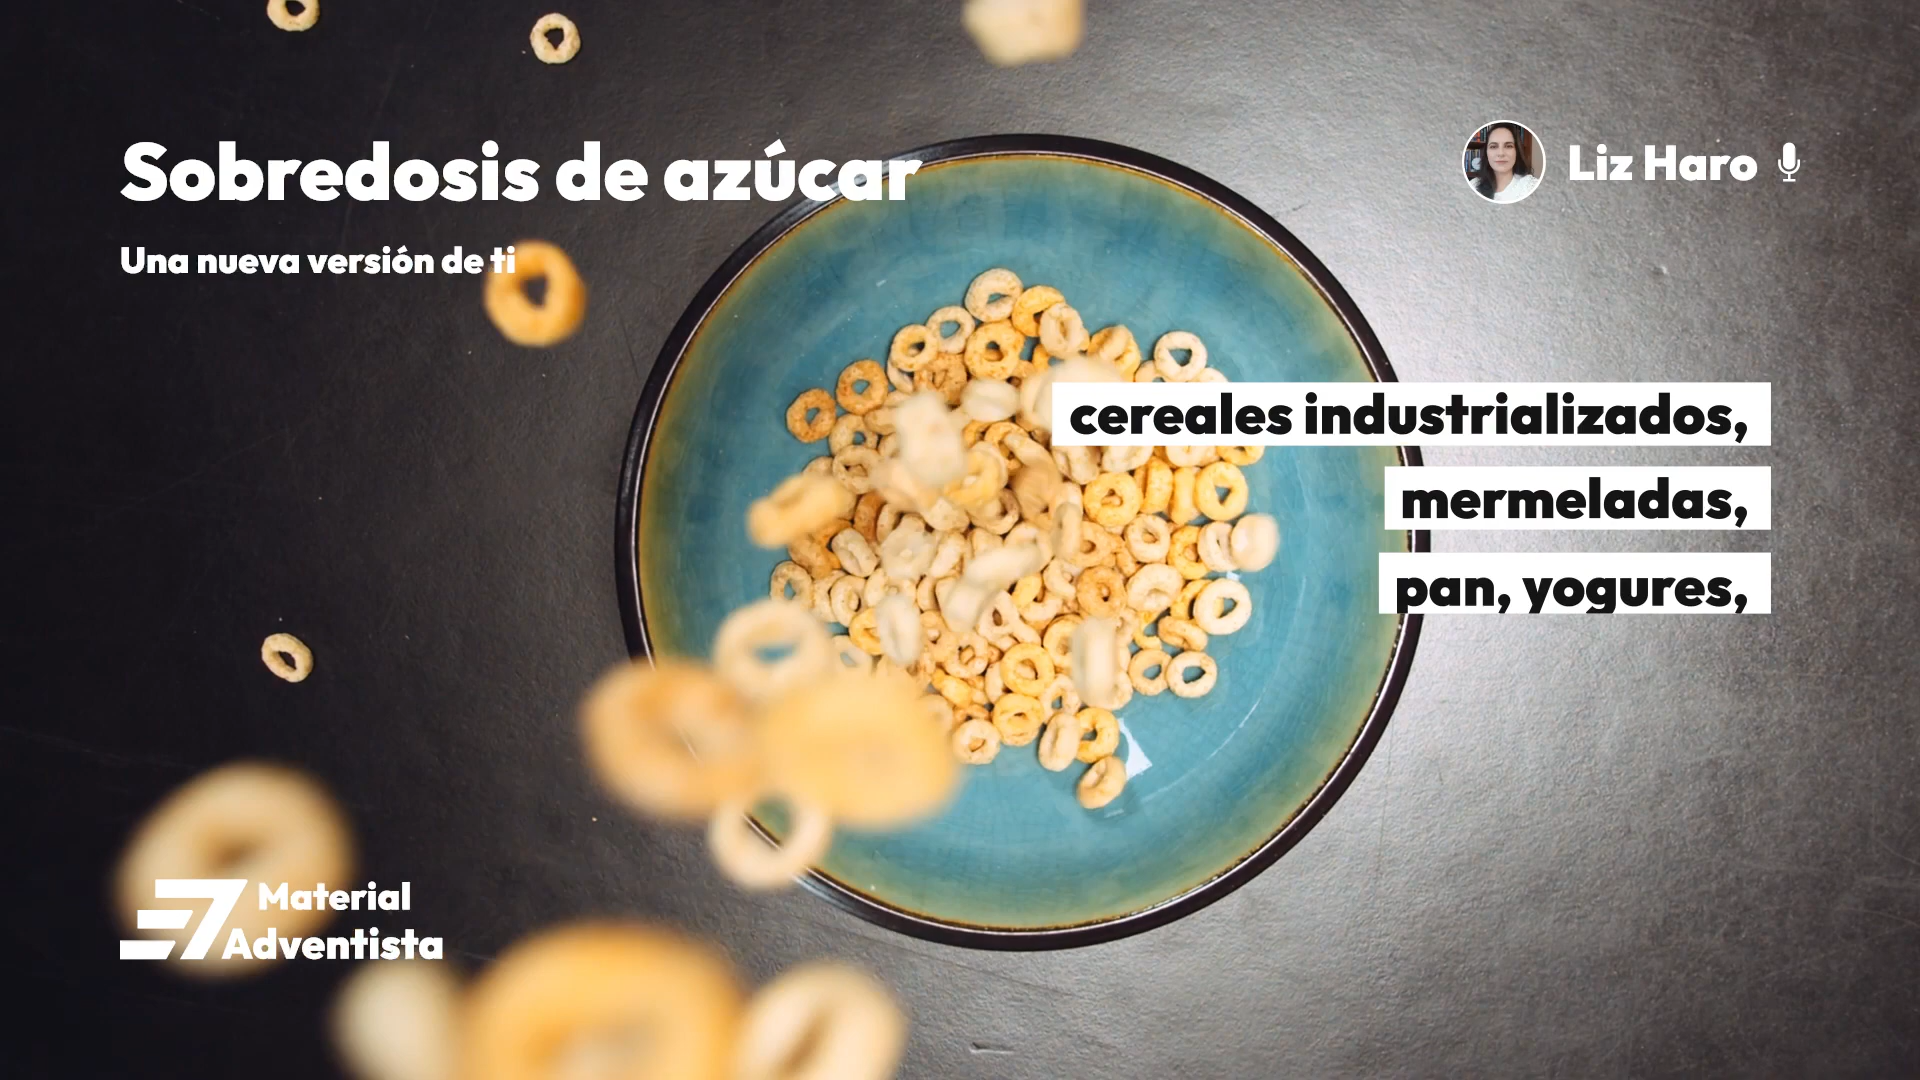 Sobredosis de azúcar
Una nueva versión de ti
Liz Haro
cereales industrializados,
mermeladas,
pan, yogures,
Material
Adventista